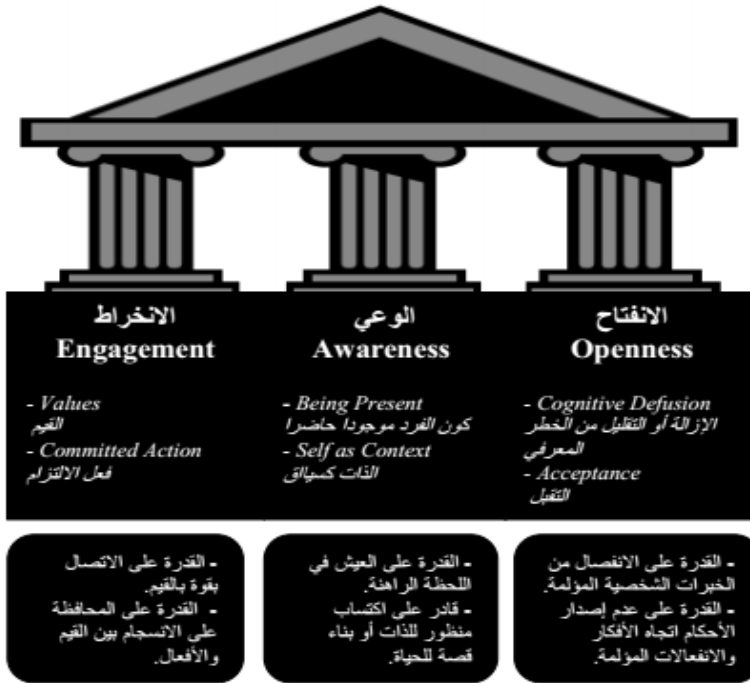 الانفتاح
Openness
- Cognitive Defusion
الإزالة أو التقليل من الخطر
المعرفي
- Acceptance
التقبل
- القدرة على الانفصال من
الخبرات الشخصية المؤلمة.
- القدرة على عدم إصدار
الأحكام اتجاه الأفكار
والانفعالات المؤلمة.
الوعي
Awareness
- Being Present
كون الفرد موجودا حاضرا
- Self as Context
الذات كسيااق
- القدرة على العيش في
اللحظة الراهنة.
- قادر على اكتساب
منظور للذات أو بناء
قصة للحياة.
الانخراط
Engagement
- Values
القيم
- Committed Action
فعل الالتزام
- القدرة على الاتصال
بقوة بالقيم.
- القدرة على المحافظة
على الانسجام بين القيم
والأفعال.